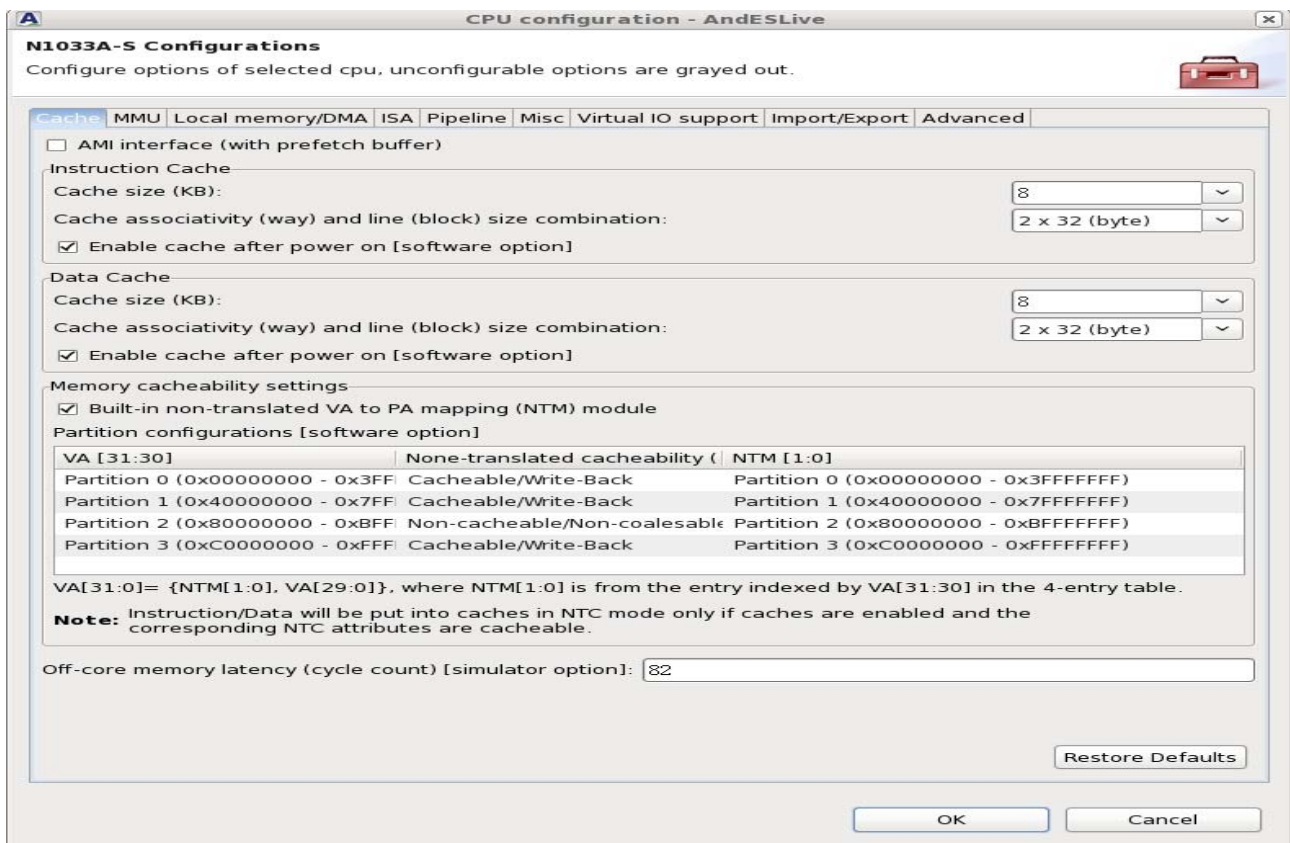 CPU configuration - AndESLive
N1033A-S Configurations
Configure options of selected cpu, unconfigurable options are grayed out.
Cache MMU Local memory/DMA ISA Pipeline Misc Virtual IO support Import/Export Advanced
AMI interface (with prefetch buffer)
Instruction Cache
Cache size (KB): 8
Cache associativity (way) and line (block) size combination: 2 x 32 (byte)
Enable cache after power on [software option]
Data Cache
Cache size (KB): 8
Cache associativity (way) and line (block) size combination: 2 x 32 (byte)
Enable cache after power on [software option]
Memory cacheability settings
Built-in non-translated VA to PA mapping (NTM) module
Partition configurations [software option]
VA [31:30] None-translated cacheability ( NTM [1:0]
Partition 0 (0x00000000 - 0x3FF Cacheable/Write-Back Partition 0 (0x00000000 - 0x3FFFFFFF)
Partition 1 (0x40000000 - 0x7FF Cacheable/Write-Back Partition 1 (0x40000000 - 0x7FFFFFFF)
Partition 2 (0x80000000 - 0xBFF Non-cacheable/Non-coalesable Partition 2 (0x80000000 - 0xBFFFFFFF)
Partition 3 (0xC0000000 - 0xFFF Cacheable/Write-Back Partition 3 (0xC0000000 - 0xFFFFFFFF)
VA[31:0]= {NTM[1:0], VA[29:0]}, where NTM[1:0] is from the entry indexed by VA[31:30] in the 4-entry table.
Note: Instruction/Data will be put into caches in NTC mode only if caches are enabled and the
corresponding NTC attributes are cacheable.
Off-core memory latency (cycle count) [simulator option]: 82
Restore Defaults
OK Cancel